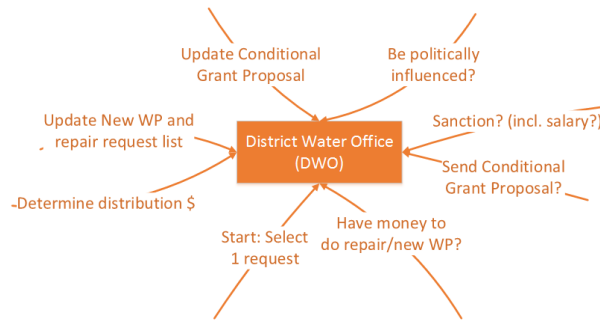 Update Conditional
Grant Proposal
Be politically
influenced?
Update New WP and
repair request list
District Water Office
(DWO)
Sanction? (incl. salary?)
Send Conditional
Grant Proposal?
Determine distribution $
Start: Select
1 request
Have money to
do repair/new WP?